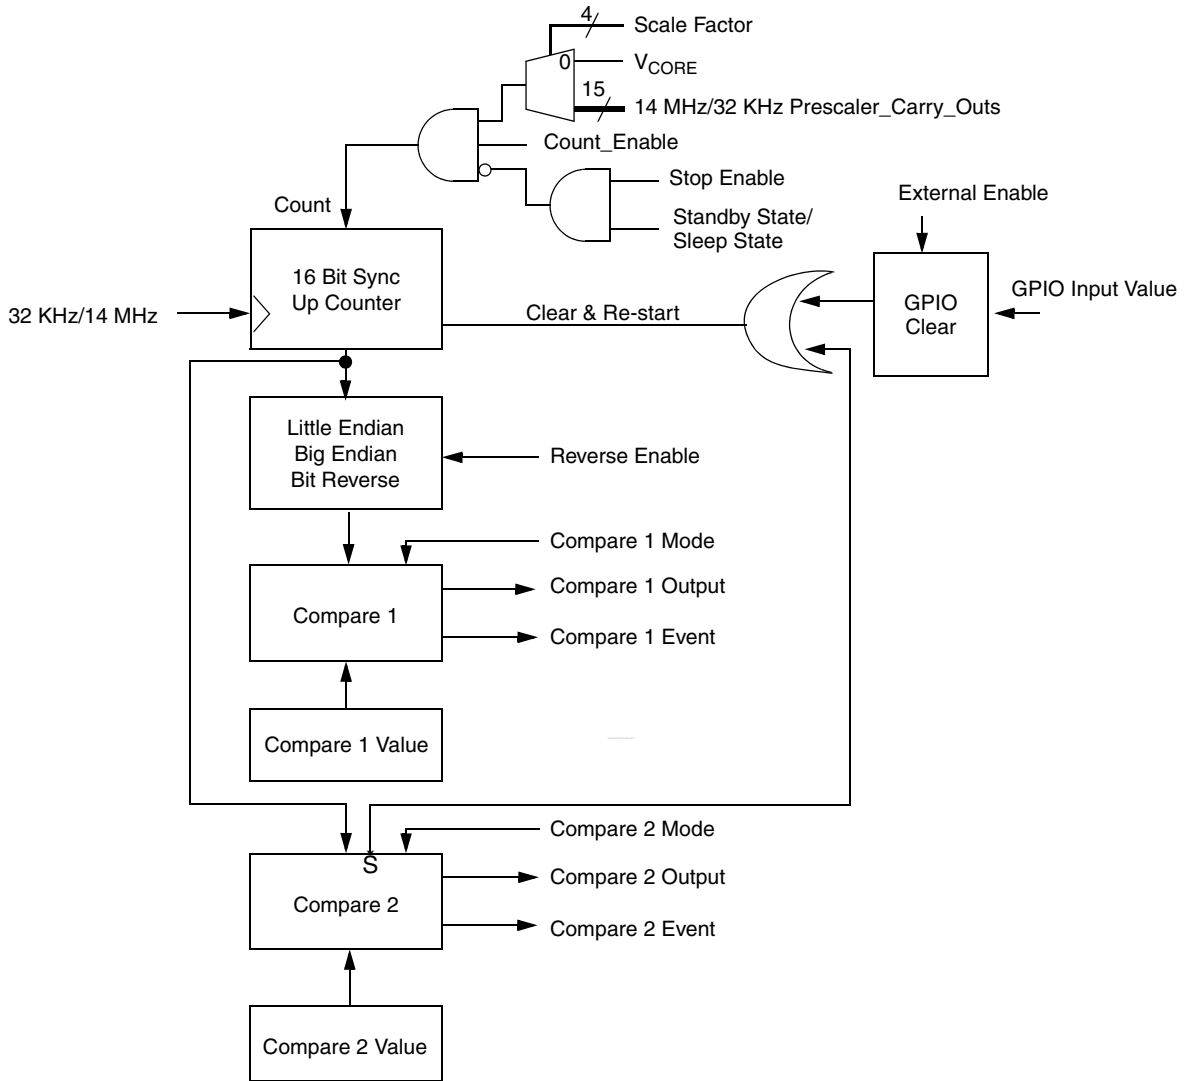 4
Scale Factor
0
VCORE
15
14 MHz/32 KHz Prescaler_Carry_Outs
Count_Enable
Stop Enable
Standby State/
Sleep State
External Enable
Count
16 Bit Sync
Up Counter
32 KHz/14 MHz
Clear & Re-start
GPIO
Clear
GPIO Input Value
Little Endian
Big Endian
Bit Reverse
Reverse Enable
Compare 1 Mode
Compare 1 Output
Compare 1
Compare 1 Event
Compare 1 Value
Compare 2 Mode
S
Compare 2 Output
Compare 2
Compare 2 Event
Compare 2 Value